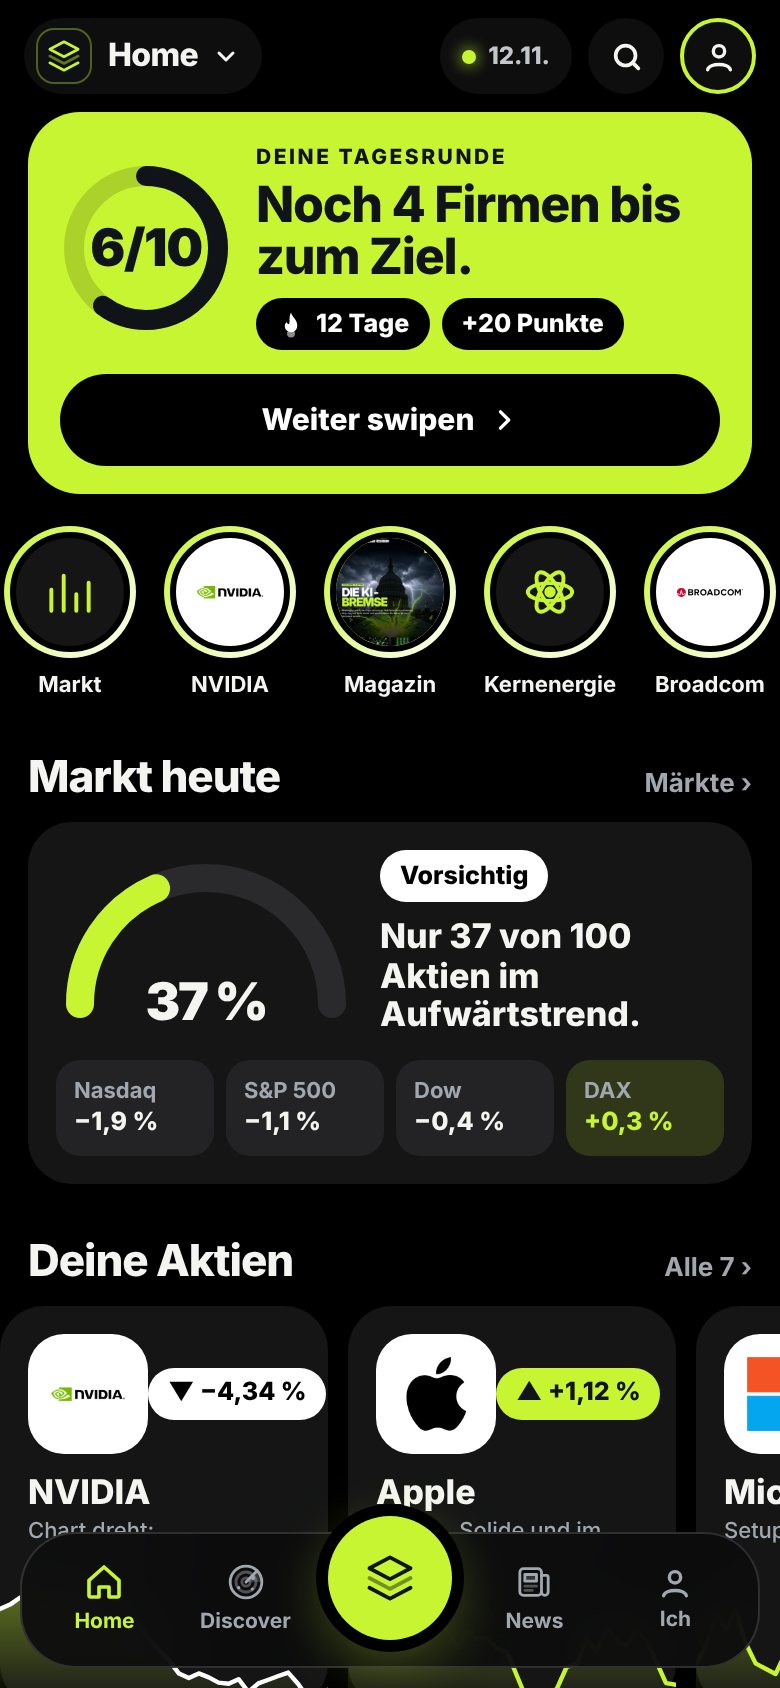 Home
12.11.
DEINE TAGESRUNDE
6/10
Noch 4 Firmen bis
zum Ziel.
12 Tage
+20 Punkte
Weiter swipen
NVIDIA
DIE KI-
BREMSE
BROADCOM
Markt
NVIDIA
Magazin
Kernenergie
Broadcom
Markt heute
Märkte ›
37 %
Vorsichtig
Nur 37 von 100
Aktien im
Aufwärtstrend.
Nasdaq
−1,9 %
S&P 500
−1,1 %
Dow
−0,4 %
DAX
+0,3 %
Deine Aktien
Alle 7 ›
NVIDIA
▼ −4,34 %
▲ +1,12 %
NVIDIA
Apple
Mic
Chart dreht:
Solide und im
Setup
Home
Discover
News
Ich